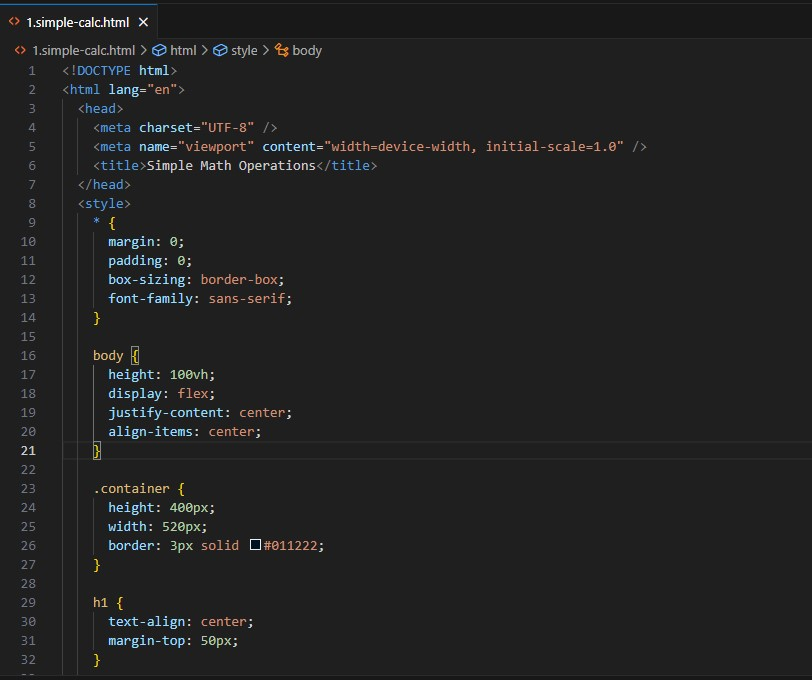 1.simple-calc.html
1.simple-calc.html > html > style > body
1 <!DOCTYPE html>
2 <html lang="en">
3 <head>
4 <meta charset="UTF-8" />
5 <meta name="viewport" content="width=device-width, initial-scale=1.0" />
6 <title>Simple Math Operations</title>
7 </head>
8 <style>
9 * {
10 margin: 0;
11 padding: 0;
12 box-sizing: border-box;
13 font-family: sans-serif;
14 }
15
16 body {
17 height: 100vh;
18 display: flex;
19 justify-content: center;
20 align-items: center;
21 }
22
23 .container {
24 height: 400px;
25 width: 520px;
26 border: 3px solid #011222;
27 }
28
29 h1 {
30 text-align: center;
31 margin-top: 50px;
32 }